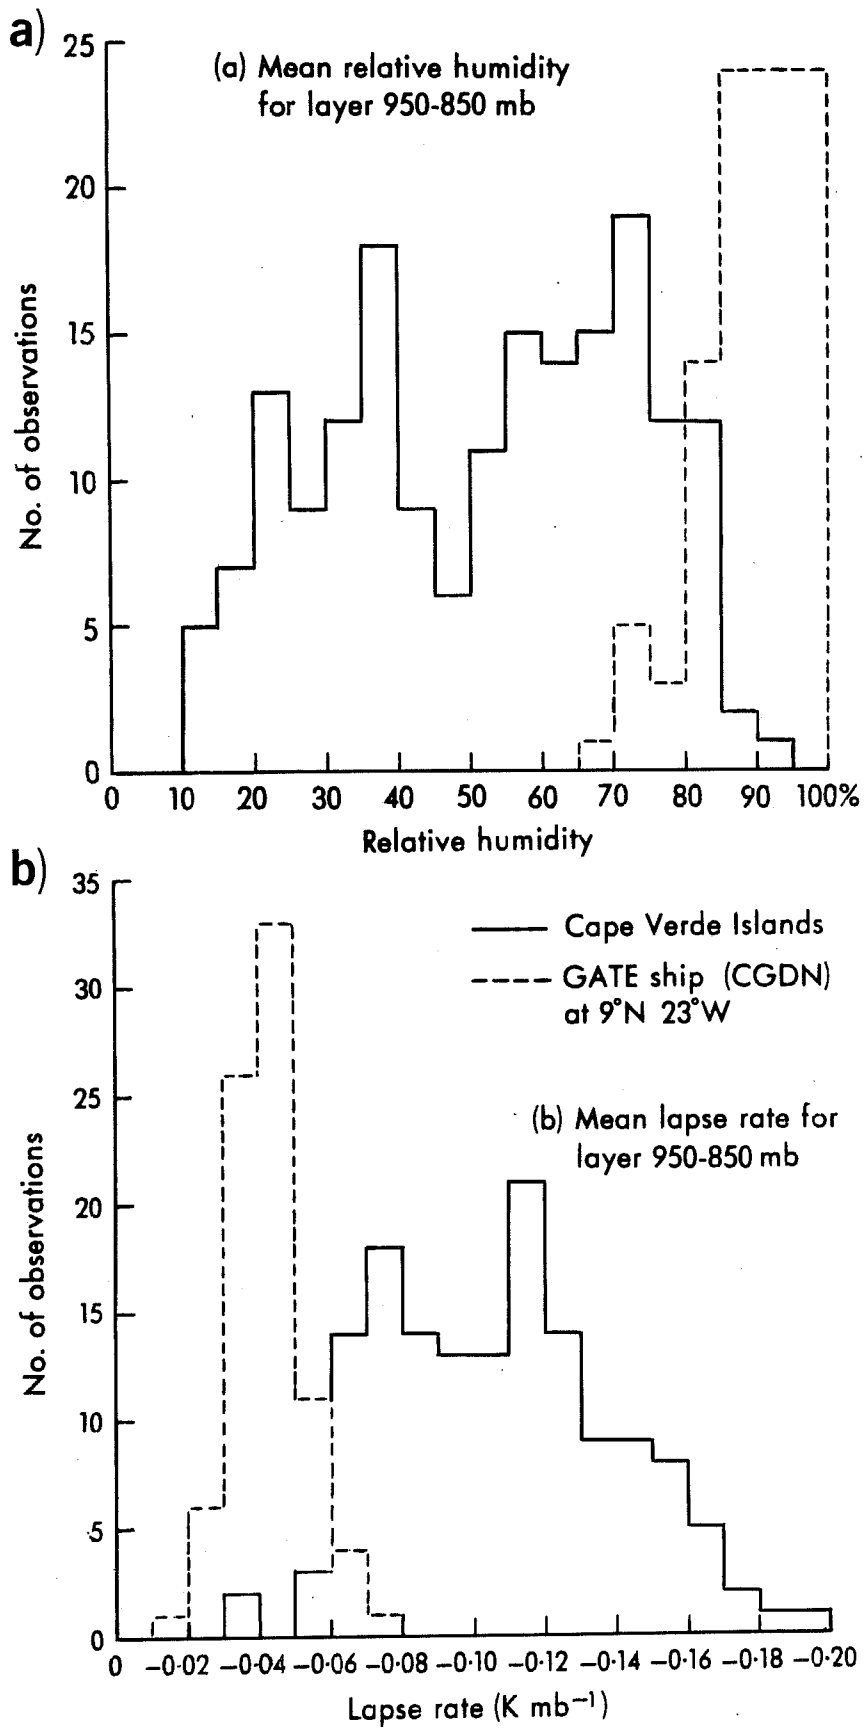 a)
(a) Mean relative humidity
for layer 950-850 mb
25
20
15
10
5
0
No. of observations
0 10 20 30 40 50 60 70 80 90 100%
Relative humidity
b)
35
30
25
20
15
10
5
0
No. of observations
Cape Verde Islands
GATE ship (CGDN)
at 9°N 23°W
(b) Mean lapse rate for
layer 950-850 mb
0 −0·02 −0·04 −0·06 −0·08 −0·10 −0·12 −0·14 −0·16 −0·18 −0·20
Lapse rate (K mb⁻¹)